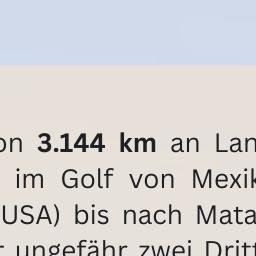 on 3.144 km an Lan
im Golf von Mexik
USA) bis nach Mata
r ungefähr zwei Dritt